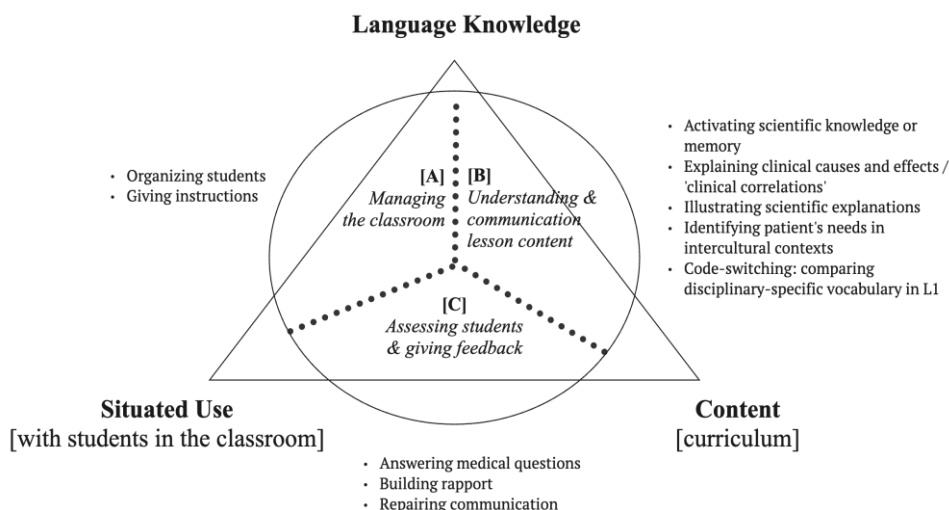 Language Knowledge
• Organizing students
• Giving instructions
[A]
Managing
the classroom
[B]
Understanding &
communication
lesson content
• Activating scientific knowledge or
memory
• Explaining clinical causes and effects /
'clinical correlations'
• Illustrating scientific explanations
• Identifying patient's needs in
intercultural contexts
• Code-switching: comparing
disciplinary-specific vocabulary in L1
[C]
Assessing students
& giving feedback
Situated Use
[with students in the classroom]
Content
[curriculum]
• Answering medical questions
• Building rapport
• Repairing communication